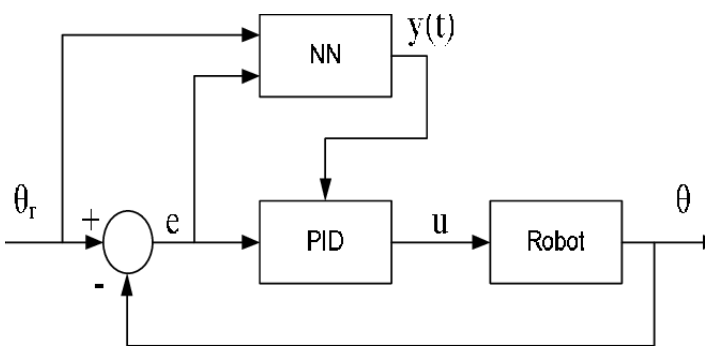 y(t)
NN
θr
+
e
PID
u
Robot
θ
-